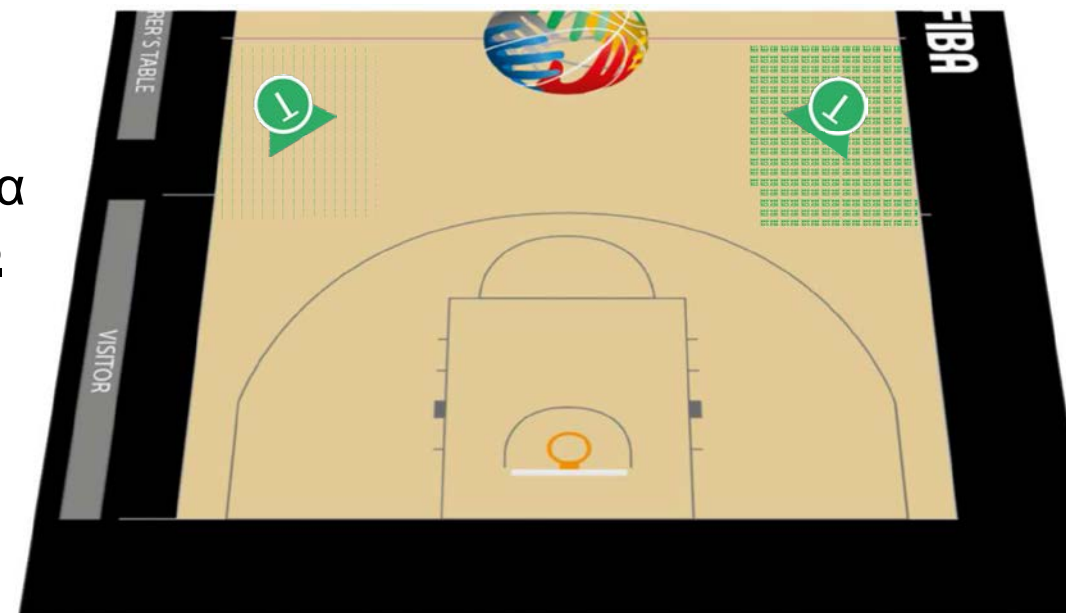 RER'S TABLE
FIBA
T
T
α
VISITOR